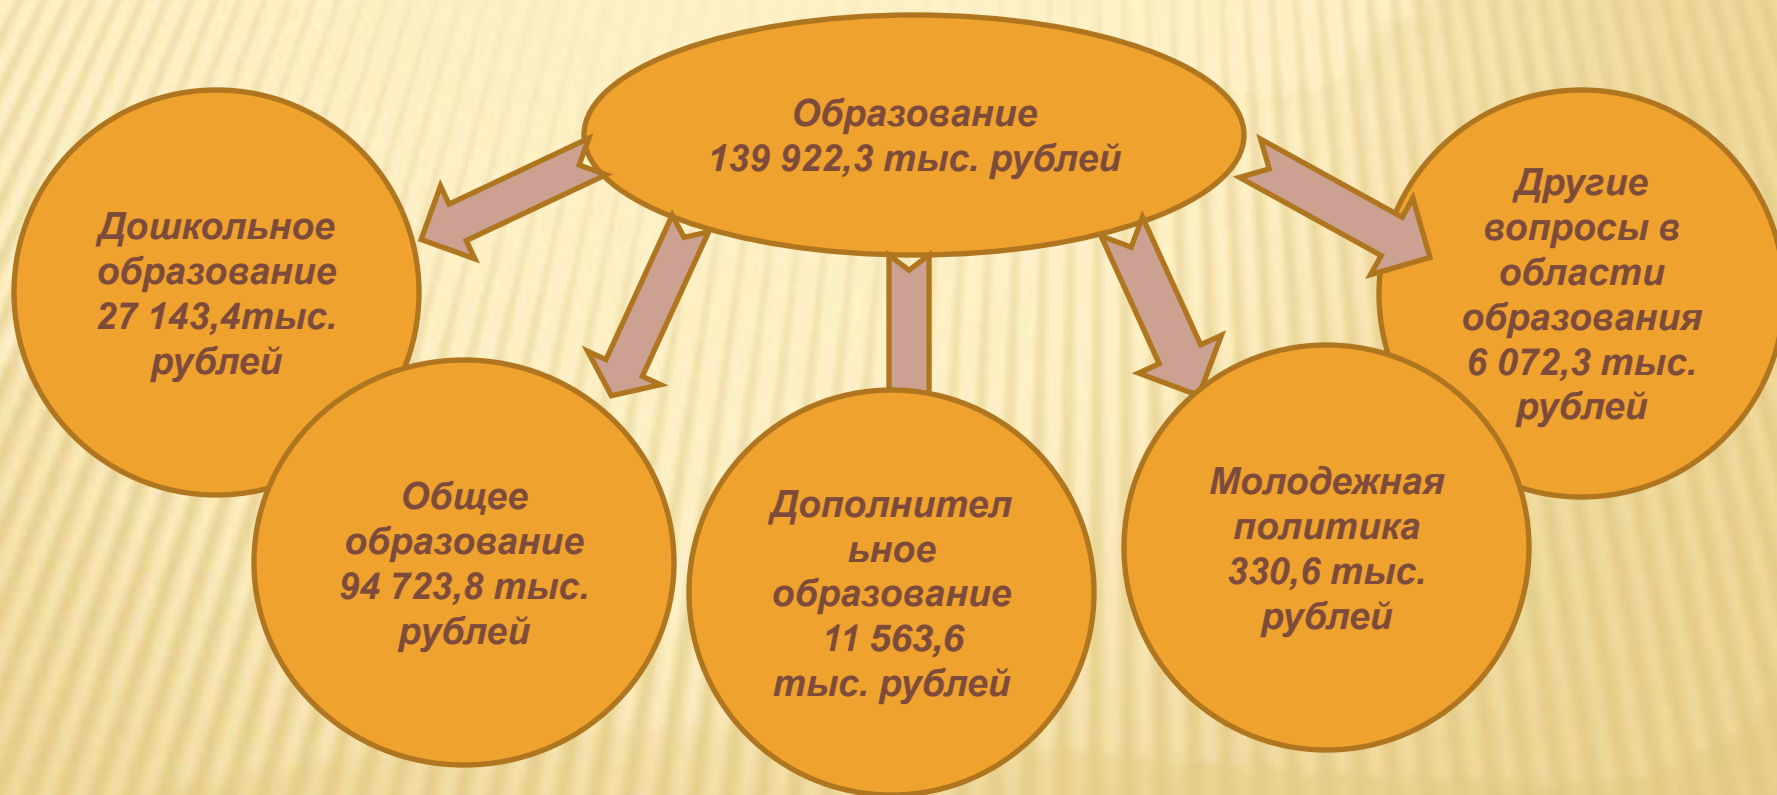 Образование
139 922,3 тыс. рублей
Дошкольное
образование
27 143,4тыс.
рублей
Общее
образование
94 723,8 тыс.
рублей
Дополнител
ьное
образование
11 563,6
тыс. рублей
Молодежная
политика
330,6 тыс.
рублей
Другие
вопросы в
области
образования
6 072,3 тыс.
рублей